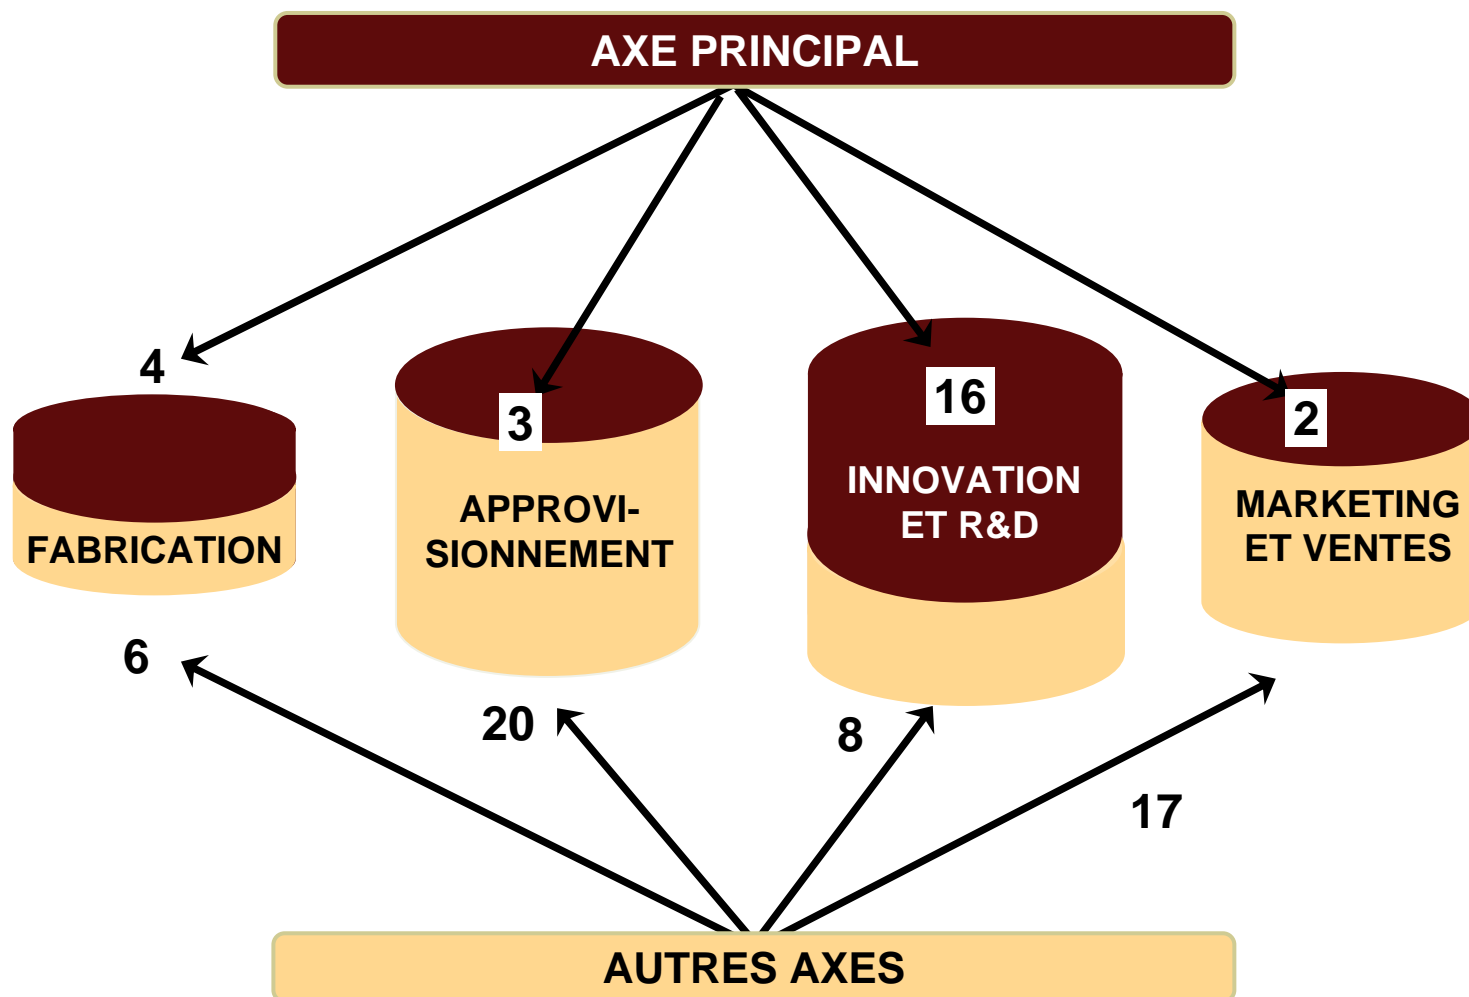 AXE PRINCIPAL
4
3
16
2
FABRICATION
APPROVI-
SIONNEMENT
INNOVATION
ET R&D
MARKETING
ET VENTES
6
20
8
17
AUTRES AXES